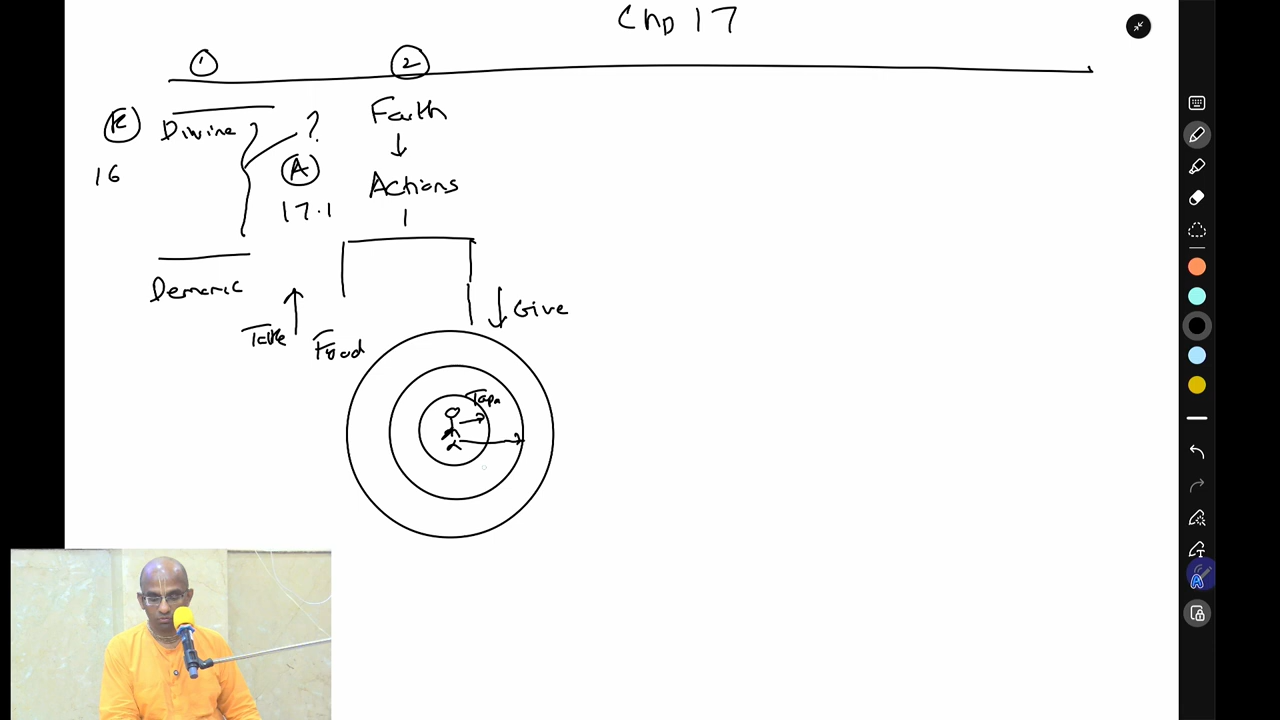 Chp 17
1
2
K
Divine
?
Faith
16
A
Actions
17.1
Demonic
Take
Food
Give
Tapa